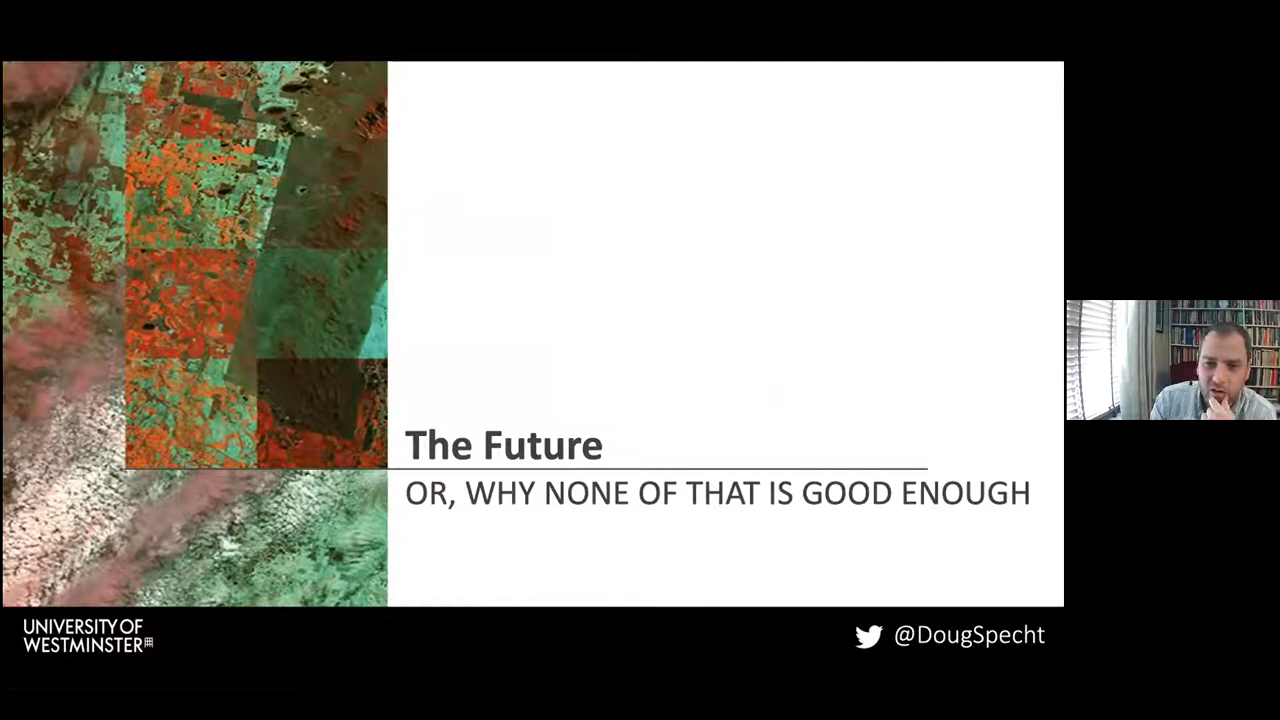 The Future
OR, WHY NONE OF THAT IS GOOD ENOUGH
UNIVERSITY OF
WESTMINSTER
@DougSpecht